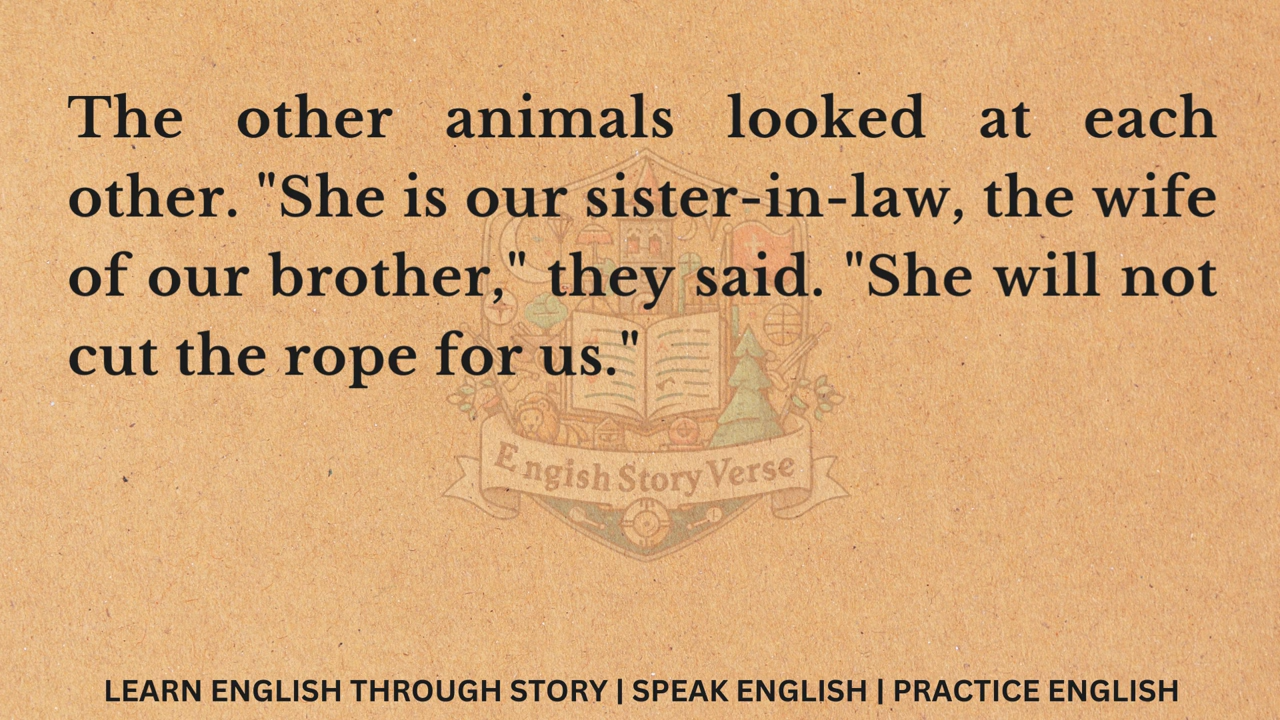 The other animals looked at each
other. "She is our sister-in-law, the wife
of our brother," they said. "She will not
cut the rope for us."
Engish Story Verse
LEARN ENGLISH THROUGH STORY | SPEAK ENGLISH | PRACTICE ENGLISH